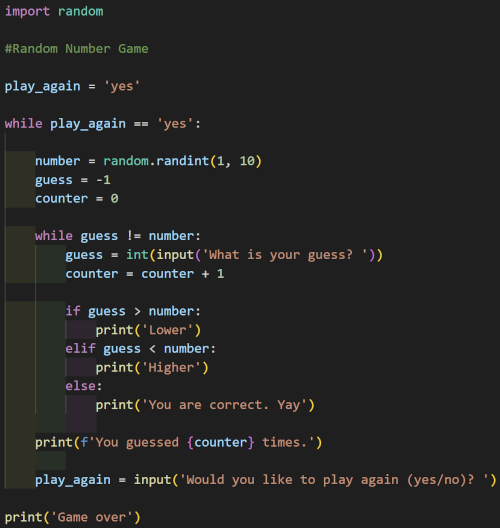 import random
#Random Number Game
play_again = 'yes'
while play_again == 'yes':
    number = random.randint(1, 10)
    guess = -1
    counter = 0
    while guess != number:
        guess = int(input('What is your guess? '))
        counter = counter + 1
        if guess > number:
            print('Lower')
        elif guess < number:
            print('Higher')
        else:
            print('You are correct. Yay')
    print(f'You guessed {counter} times.')
    play_again = input('Would you like to play again (yes/no)? ')
print('Game over')